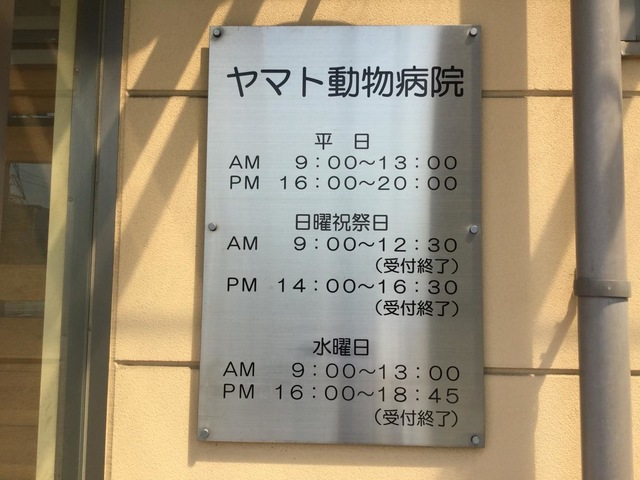 ヤマト動物病院
平 日
AM 9:00〜13:00
PM 16:00〜20:00
日曜祝祭日
AM 9:00〜12:30
(受付終了)
PM 14:00〜16:30
(受付終了)
水曜日
AM 9:00〜13:00
PM 16:00〜18:45
(受付終了)